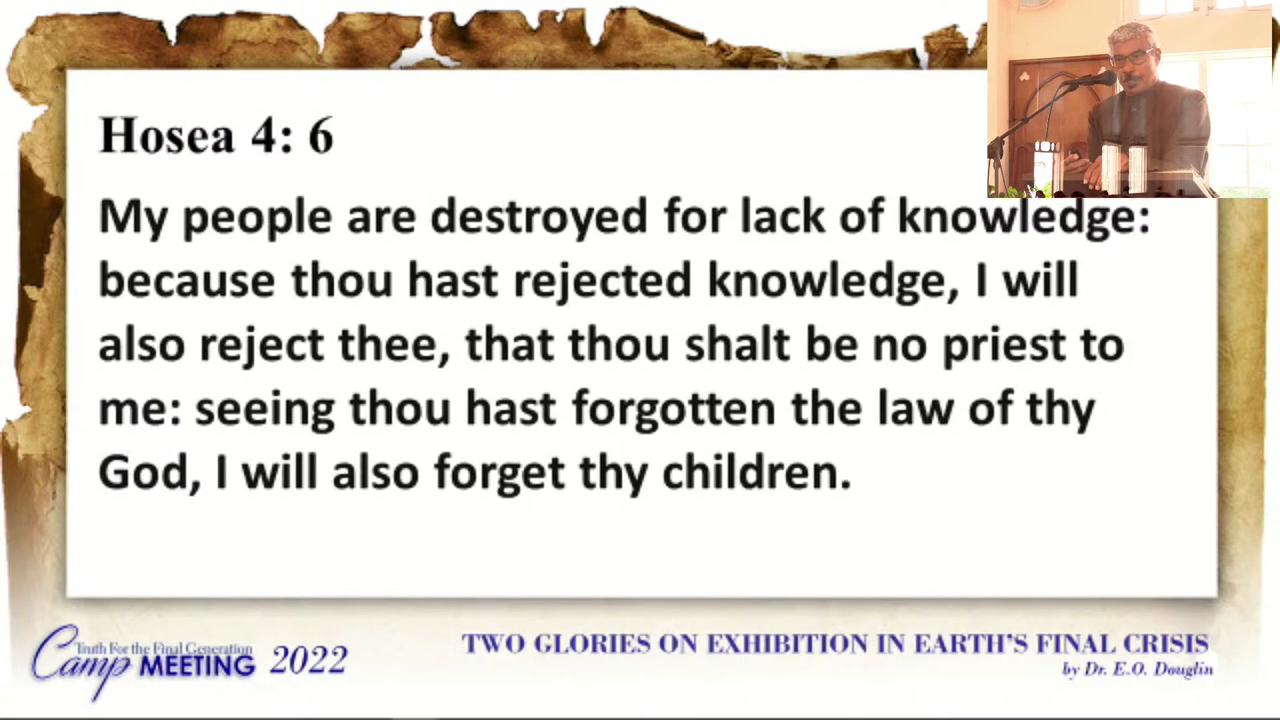 Hosea 4: 6
My people are destroyed for lack of knowledge:
because thou hast rejected knowledge, I will
also reject thee, that thou shalt be no priest to
me: seeing thou hast forgotten the law of thy
God, I will also forget thy children.
Truth For the Final Generation
Camp MEETING 2022
TWO GLORIES ON EXHIBITION IN EARTH'S FINAL CRISIS
by Dr. E.O. Douglin